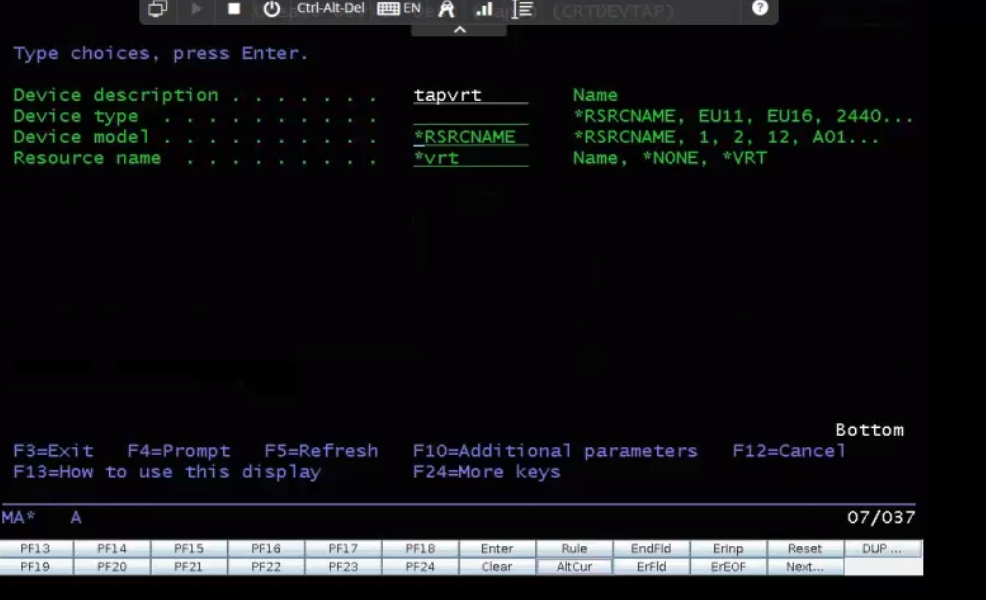 Ctrl-Alt-Del EN (CRTDEVTAP) ?
Type choices, press Enter.
Device description . . . . . . . tapvrt Name
Device type . . . . . . . . . . *RSRCNAME, EU11, EU16, 2440...
Device model . . . . . . . . . . *RSRCNAME *RSRCNAME, 1, 2, 12, A01...
Resource name . . . . . . . . . *vrt Name, *NONE, *VRT
Bottom
F3=Exit F4=Prompt F5=Refresh F10=Additional parameters F12=Cancel
F13=How to use this display F24=More keys
MA* A 07/037
PF13 PF14 PF15 PF16 PF17 PF18 Enter Rule EndFld ErInp Reset DUP ...
PF19 PF20 PF21 PF22 PF23 PF24 Clear AltCur ErFld ErEOF Next...